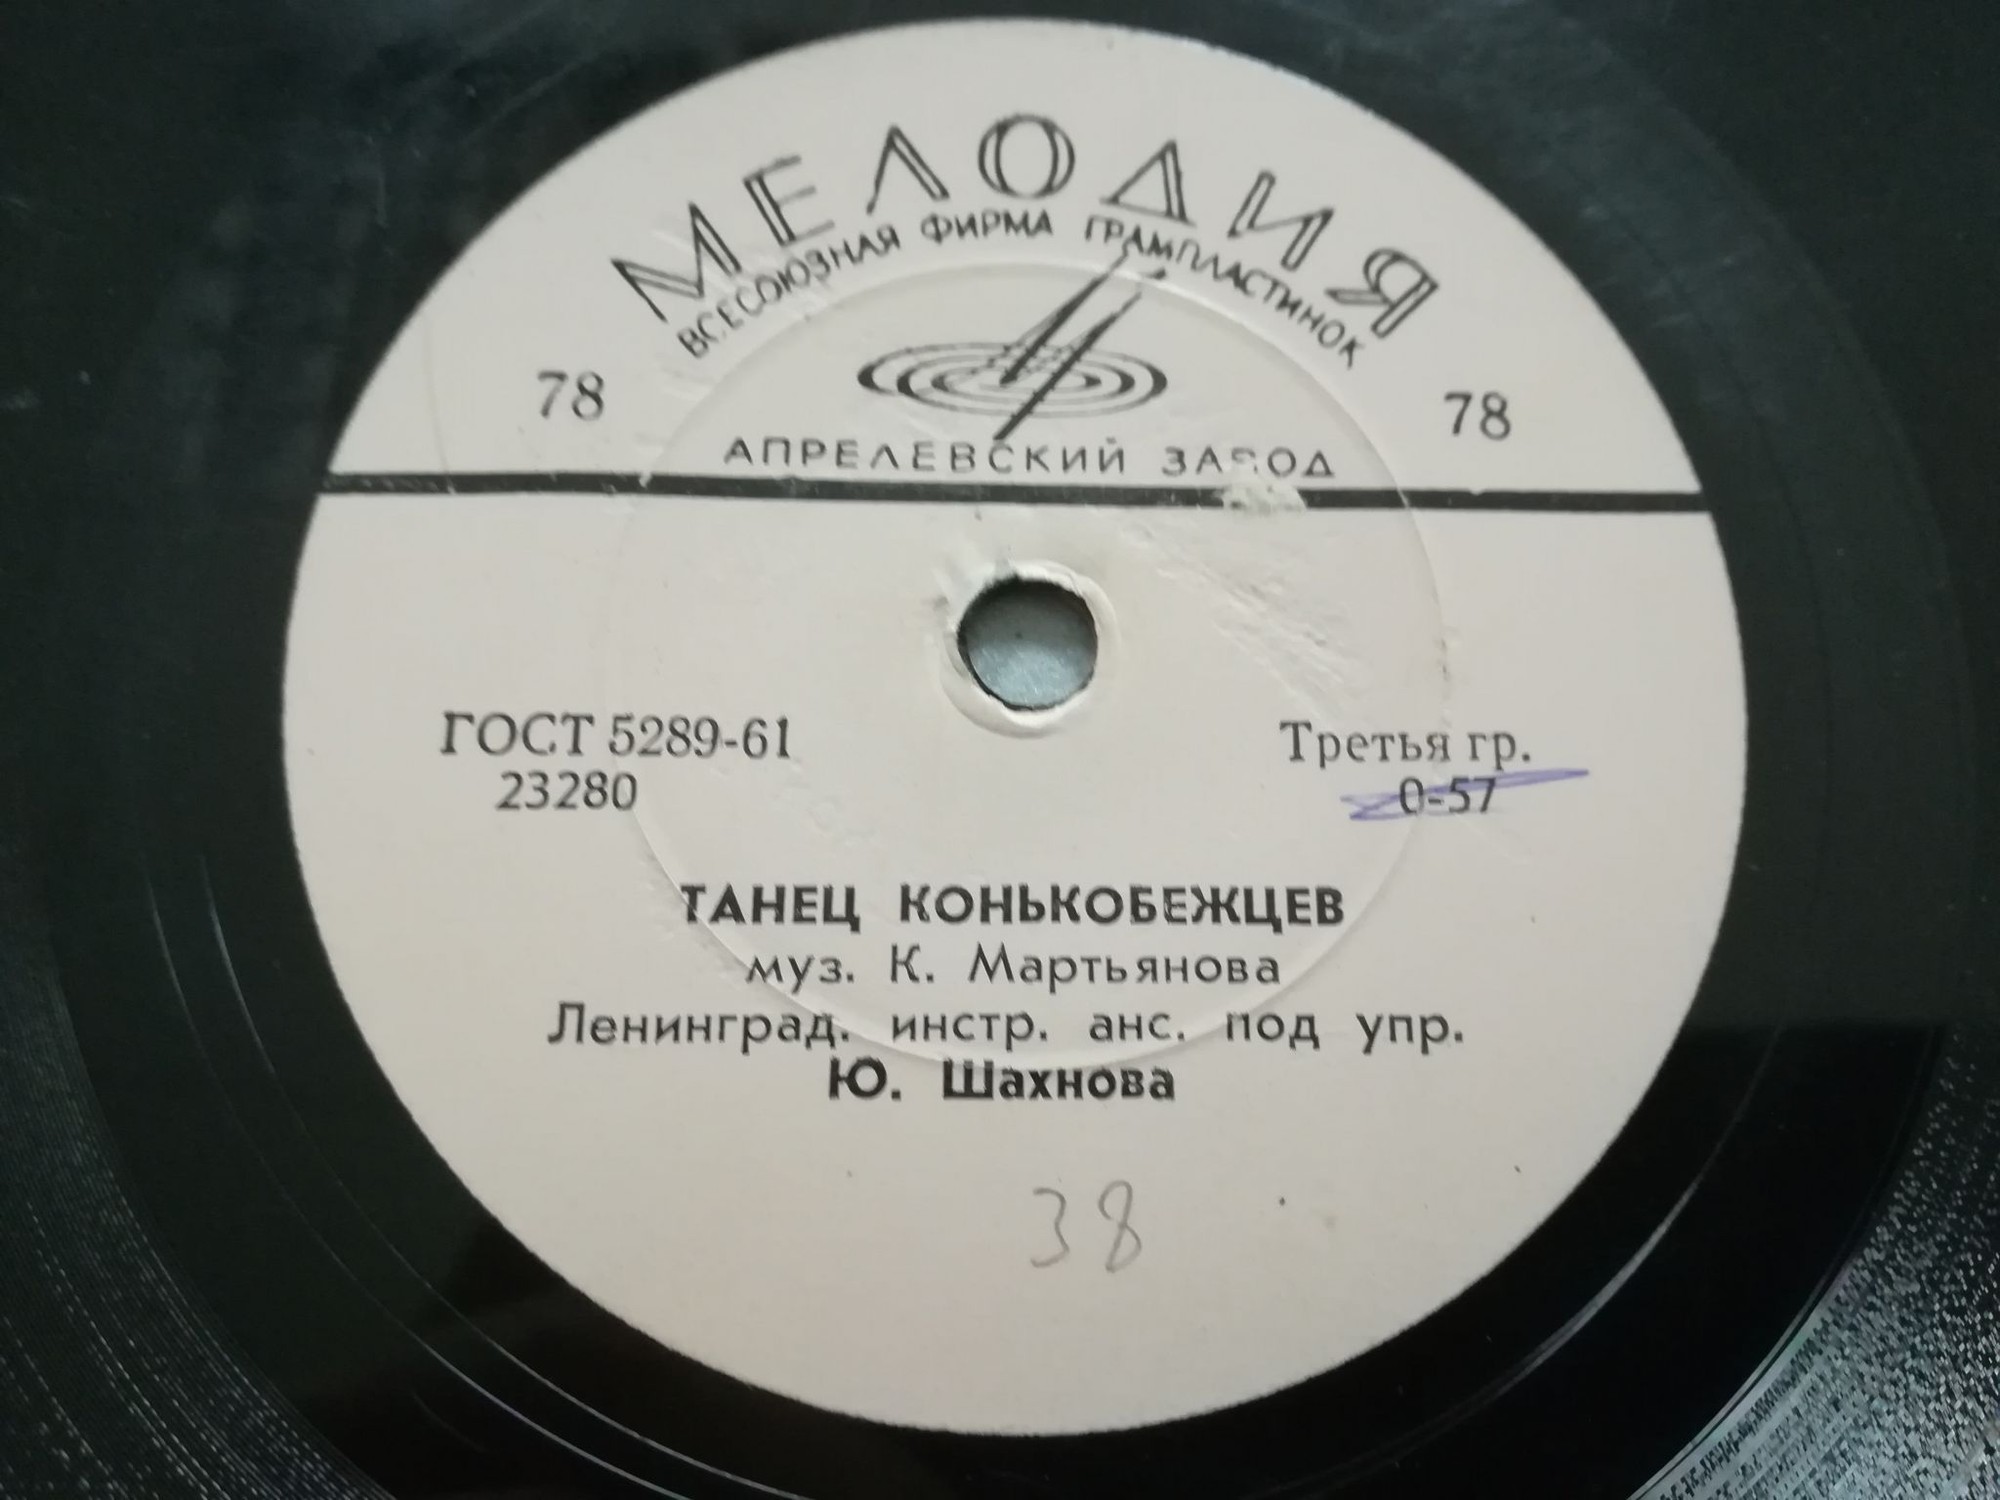 МЕЛОДИЯ
ВСЕСОЮЗНАЯ ФИРМА ГРАМПЛАСТИНОК
78 78
АПРЕЛЕВСКИЙ ЗАВОД
ГОСТ 5289-61 Третья гр.
23280 0-57
ТАНЕЦ КОНЬКОБЕЖЦЕВ
муз. К. Мартьянова
Ленинград. инстр. анс. под упр.
Ю. Шахнова
38